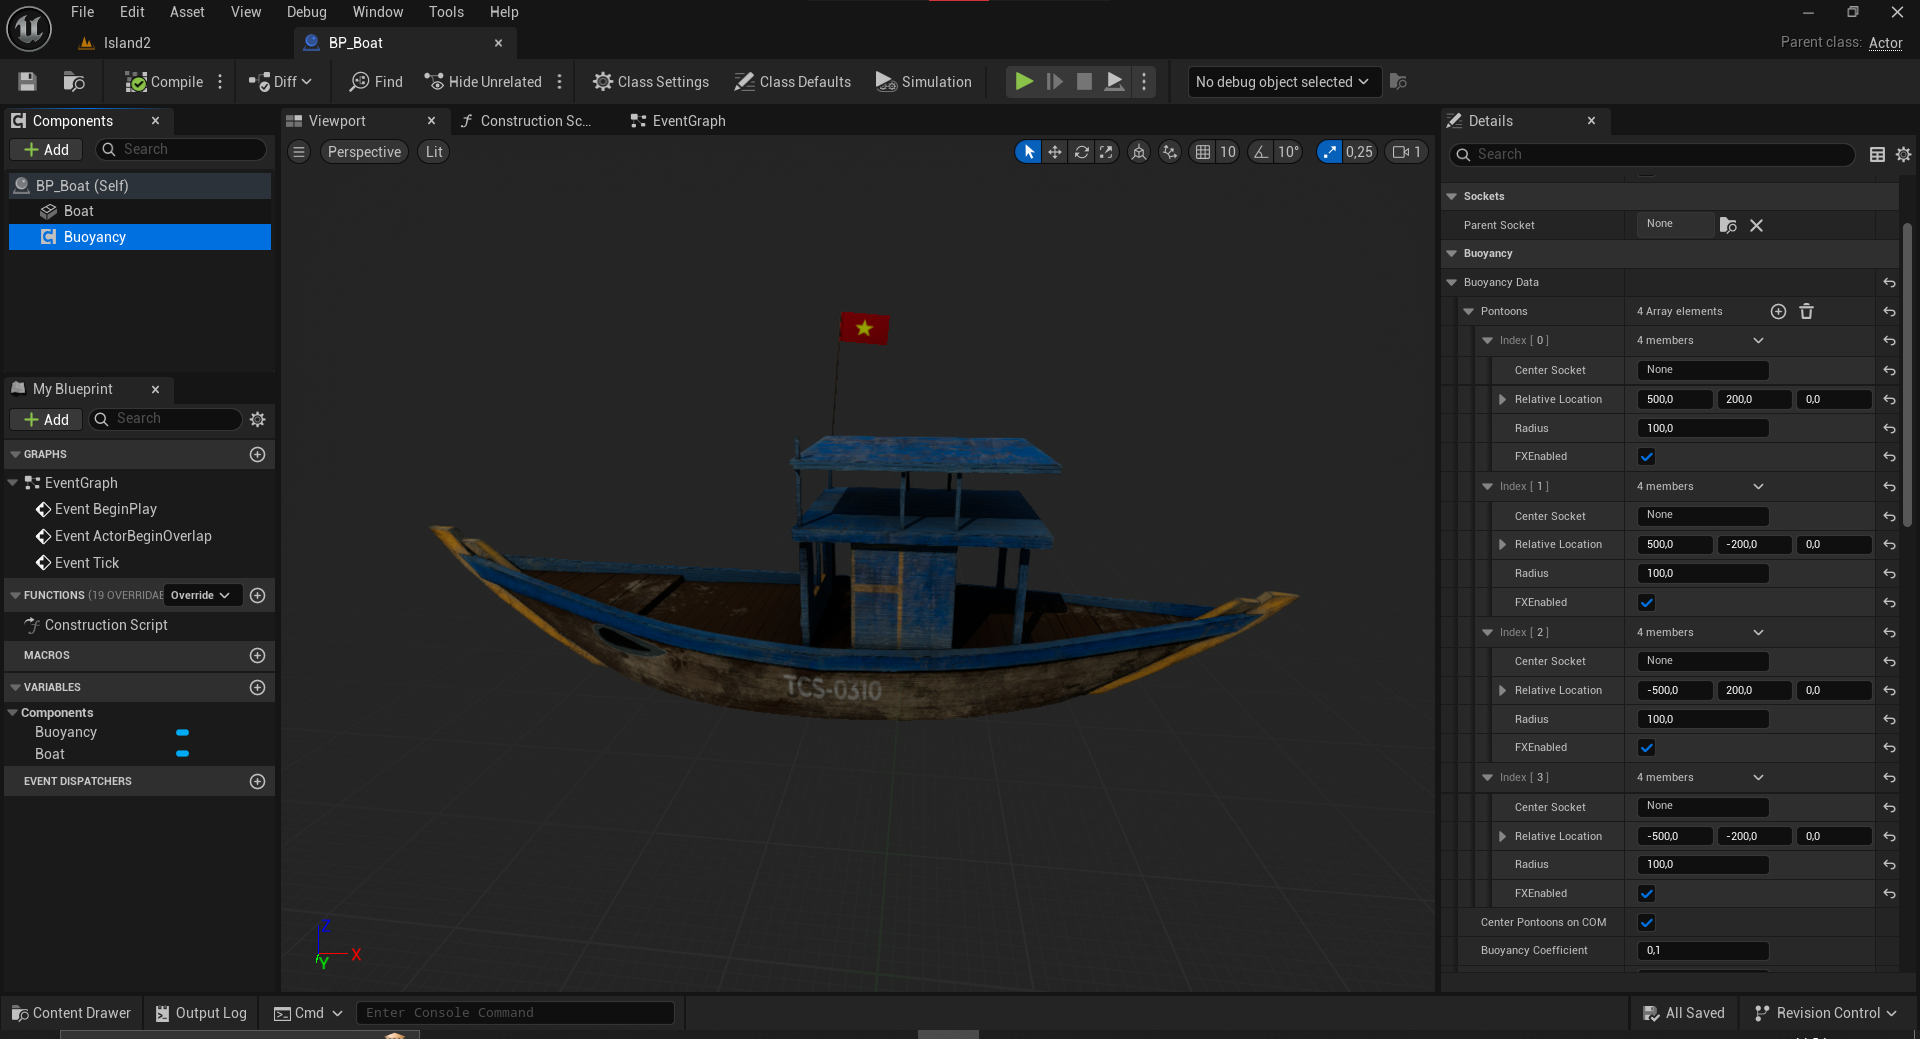 File Edit Asset View Debug Window Tools Help
Island2 BP_Boat
Parent class: Actor
Compile Diff Find Hide Unrelated Class Settings Class Defaults Simulation No debug object selected
Components
Add Search
BP_Boat (Self)
Boat
Buoyancy
My Blueprint
Add Search
GRAPHS
EventGraph
Event BeginPlay
Event ActorBeginOverlap
Event Tick
FUNCTIONS (19 OVERRIDAB Override
Construction Script
MACROS
VARIABLES
Components
Buoyancy
Boat
EVENT DISPATCHERS
Viewport Construction Sc... EventGraph
Perspective Lit 10 10° 0,25 1
TCS-0310
Z
X
Y
Details
Search
Sockets
Parent Socket None
Buoyancy
Buoyancy Data
Pontoons 4 Array elements
Index [ 0 ] 4 members
Center Socket None
Relative Location 500,0 200,0 0,0
Radius 100,0
FXEnabled
Index [ 1 ] 4 members
Center Socket None
Relative Location 500,0 -200,0 0,0
Radius 100,0
FXEnabled
Index [ 2 ] 4 members
Center Socket None
Relative Location -500,0 200,0 0,0
Radius 100,0
FXEnabled
Index [ 3 ] 4 members
Center Socket None
Relative Location -500,0 -200,0 0,0
Radius 100,0
FXEnabled
Center Pontoons on COM
Buoyancy Coefficient 0,1
Content Drawer Output Log Cmd Enter Console Command All Saved Revision Control